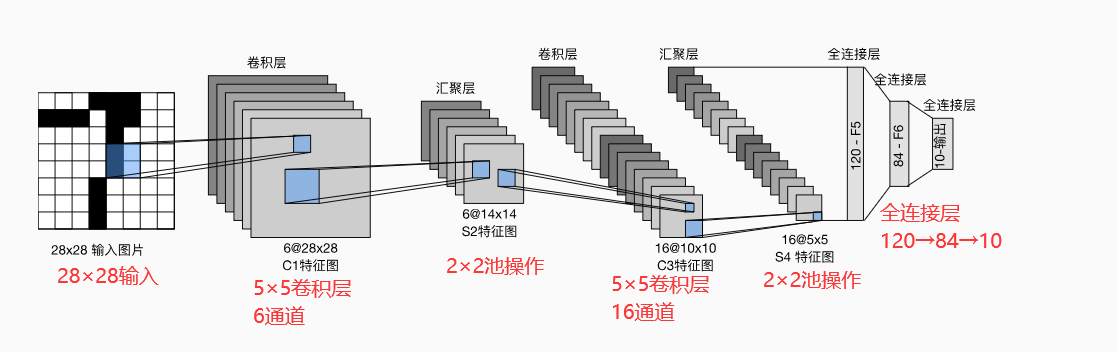 卷积层
汇聚层
卷积层
汇聚层
全连接层
全连接层
全连接层
120 - F5
84 - F6
10-输出
28x28 输入图片
28×28输入
6@28x28
C1特征图
5×5卷积层
6通道
6@14x14
S2特征图
2×2池操作
16@10x10
C3特征图
5×5卷积层
16通道
16@5x5
S4 特征图
2×2池操作
全连接层
120→84→10